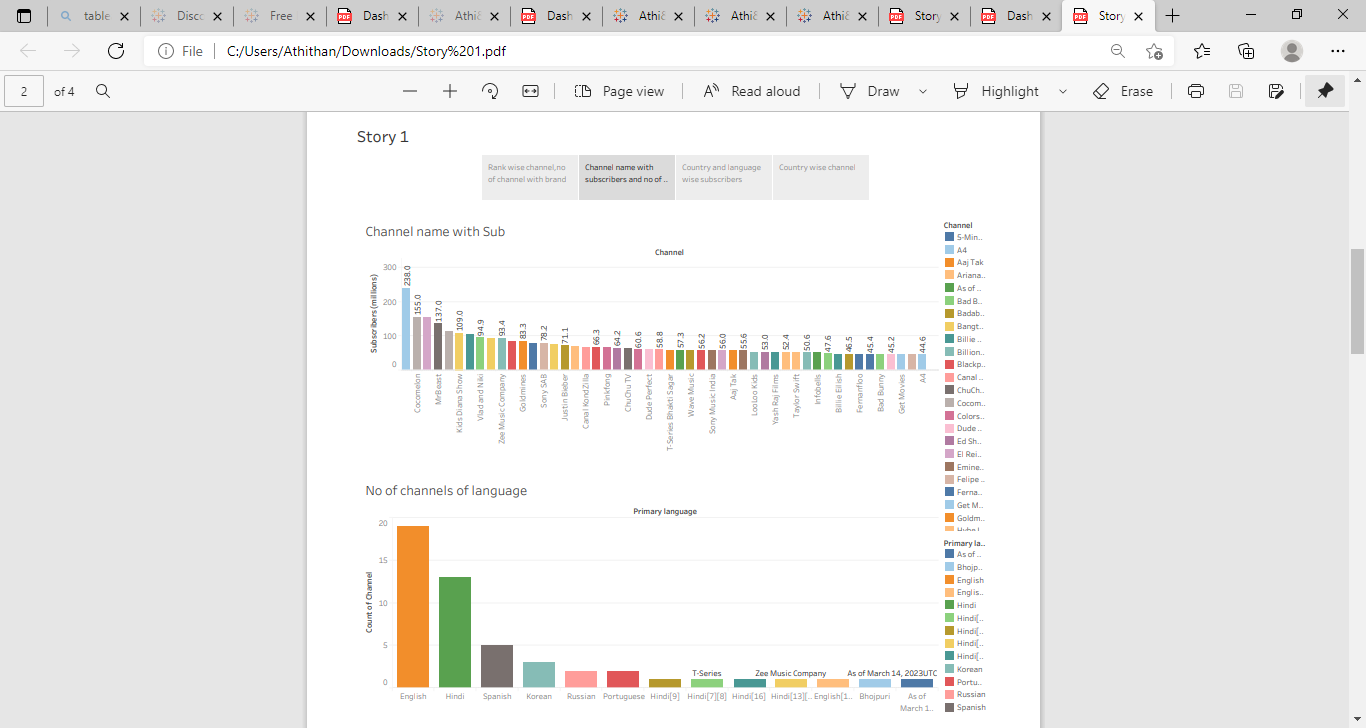 table
Disco
Free
Dash
Athi&
Dash
Athi&
Athi&
Athi&
Story
Dash
Story
File
C:/Users/Athithan/Downloads/Story%201.pdf
2 of 4
Page view
Read aloud
Draw
Highlight
Erase
Story 1
Rank wise channel,no
of channel with brand
Channel name with
subscribers and no of ..
Country and language
wise subscribers
Country wise channel
Channel name with Sub
Channel
Subscribers (millions)
300
200
100
0
238.0
155.0
137.0
109.0
94.9
93.4
83.3
78.2
71.1
66.3
64.2
60.6
58.8
57.3
56.2
56.0
55.6
53.0
52.4
50.6
47.6
46.5
45.4
45.2
44.6
Cocomelon
MrBeast
Kids Diana Show
Vlad and Niki
Zee Music Company
Goldmines
Sony SAB
Justin Bieber
Canal KondZilla
Pinkfong
ChuChu TV
Dude Perfect
T-Series Bhakti Sagar
Wave Music
Sony Music India
Aaj Tak
LooLoo Kids
Yash Raj Films
Taylor Swift
Infobells
Billie Eilish
Fernanfloo
Bad Bunny
Get Movies
A4
Channel
5-Min..
A4
Aaj Tak
Ariana..
As of ..
Bad B..
Badab..
Bangt..
Billie ..
Billion..
Blackp..
Canal ..
ChuCh..
Cocom..
Colors..
Dude ..
Ed Sh..
El Rei..
Emine..
Felipe ..
Ferna..
Get M..
Goldm..
No of channels of language
Primary language
Count of Channel
20
15
10
5
0
T-Series
Zee Music Company
As of March 14, 2023UTC
English
Hindi
Spanish
Korean
Russian
Portuguese
Hindi[9]
Hindi[7][8]
Hindi[16]
Hindi[13][..
English[1..
Bhojpuri
As of
March 1..
Primary la..
As of ..
Bhojp..
English
Englis..
Hindi
Hindi[..
Hindi[..
Hindi[..
Hindi[..
Korean
Portu..
Russian
Spanish